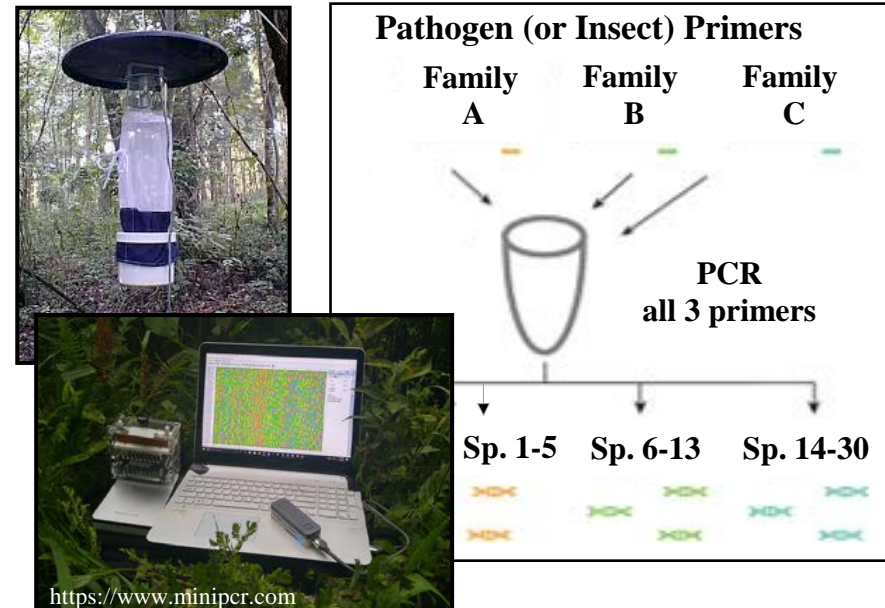 Pathogen (or Insect) Primers
Family
A
Family
B
Family
C
PCR
all 3 primers
Sp. 1-5
Sp. 6-13
Sp. 14-30
https://www.minipcr.com